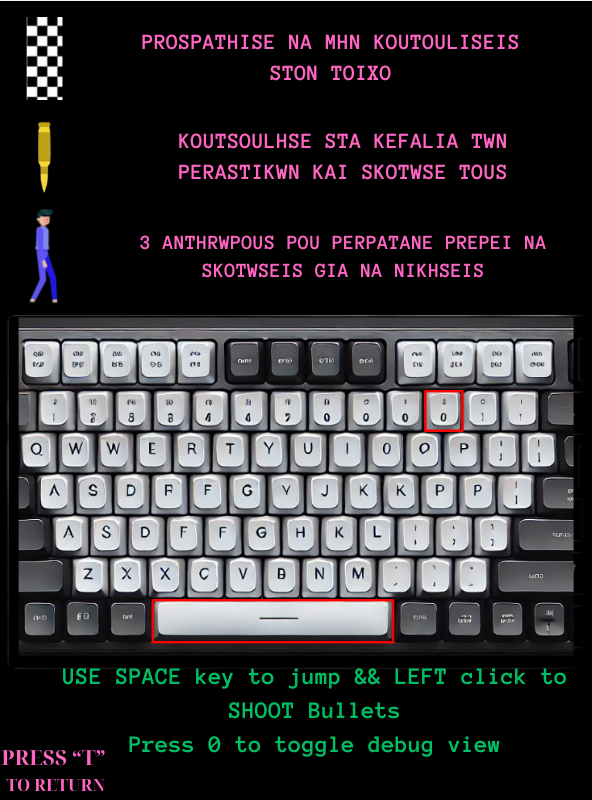 PROSPATHISE NA MHN KOUTOULISEIS
STON TOIXO
KOUTSOULHSE STA KEFALIA TWN
PERASTIKWN KAI SKOTWSE TOUS
3 ANTHRWPOUS POU PERPATANE PREPEI NA
SKOTWSEIS GIA NA NIKHSEIS
Q W W E R T Y U I O O P
A S D R F G Y J K K P P
A S D F F G H K L
Z X X C V B N M
USE SPACE key to jump && LEFT click to
SHOOT Bullets
Press 0 to toggle debug view
PRESS “T”
TO RETURN